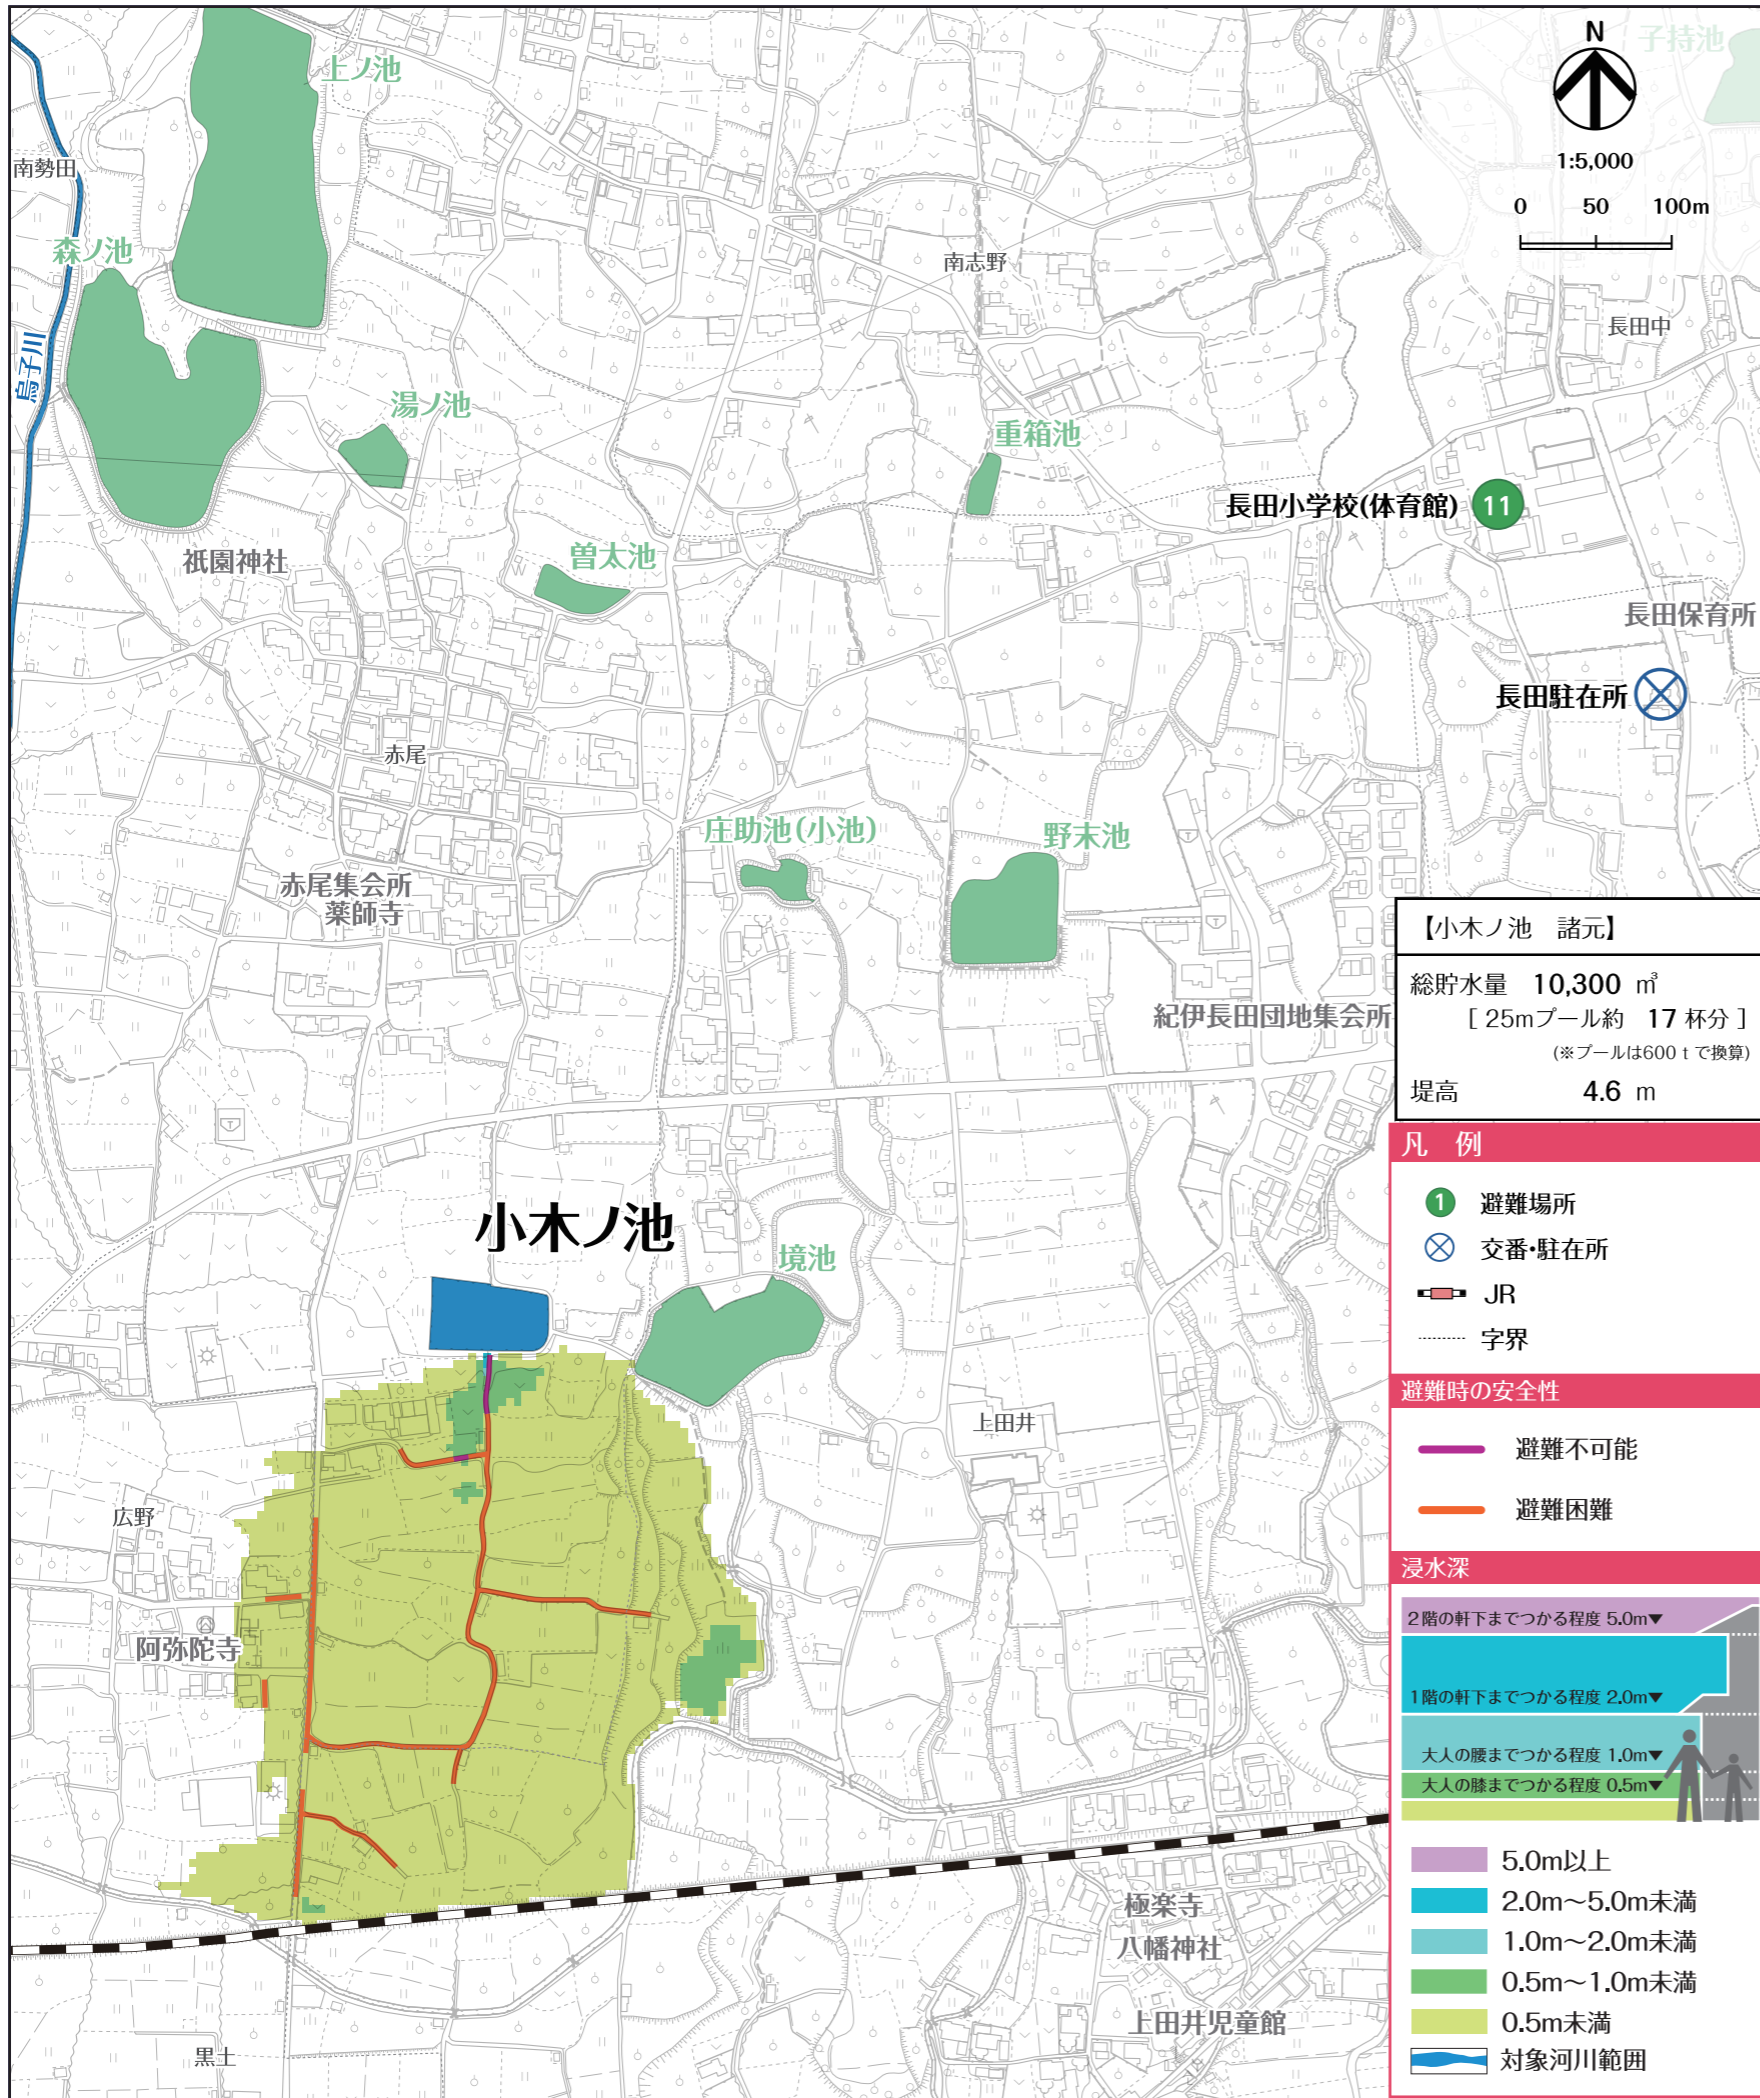 上ノ池
N
子持池
1:5,000
0 50 100m
南勢田
森ノ池
南志野
長田中
鳥子川
湯ノ池
重箱池
長田小学校(体育館)
11
祇園神社
曽太池
長田保育所
長田駐在所
赤尾
庄助池(小池)
野末池
赤尾集会所
薬師寺
紀伊長田団地集会所
【小木ノ池 諸元】
総貯水量 10,300 ㎥
[ 25mプール約 17 杯分 ]
(※プールは600 t で換算)
堤高 4.6 m
小木ノ池
境池
上田井
広野
阿弥陀寺
極楽寺
八幡神社
上田井児童館
黒土
凡 例
1 避難場所
交番・駐在所
JR
字界
避難時の安全性
避難不可能
避難困難
浸水深
2階の軒下までつかる程度 5.0m▼
1階の軒下までつかる程度 2.0m▼
大人の腰までつかる程度 1.0m▼
大人の膝までつかる程度 0.5m▼
5.0m以上
2.0m～5.0m未満
1.0m～2.0m未満
0.5m～1.0m未満
0.5m未満
対象河川範囲